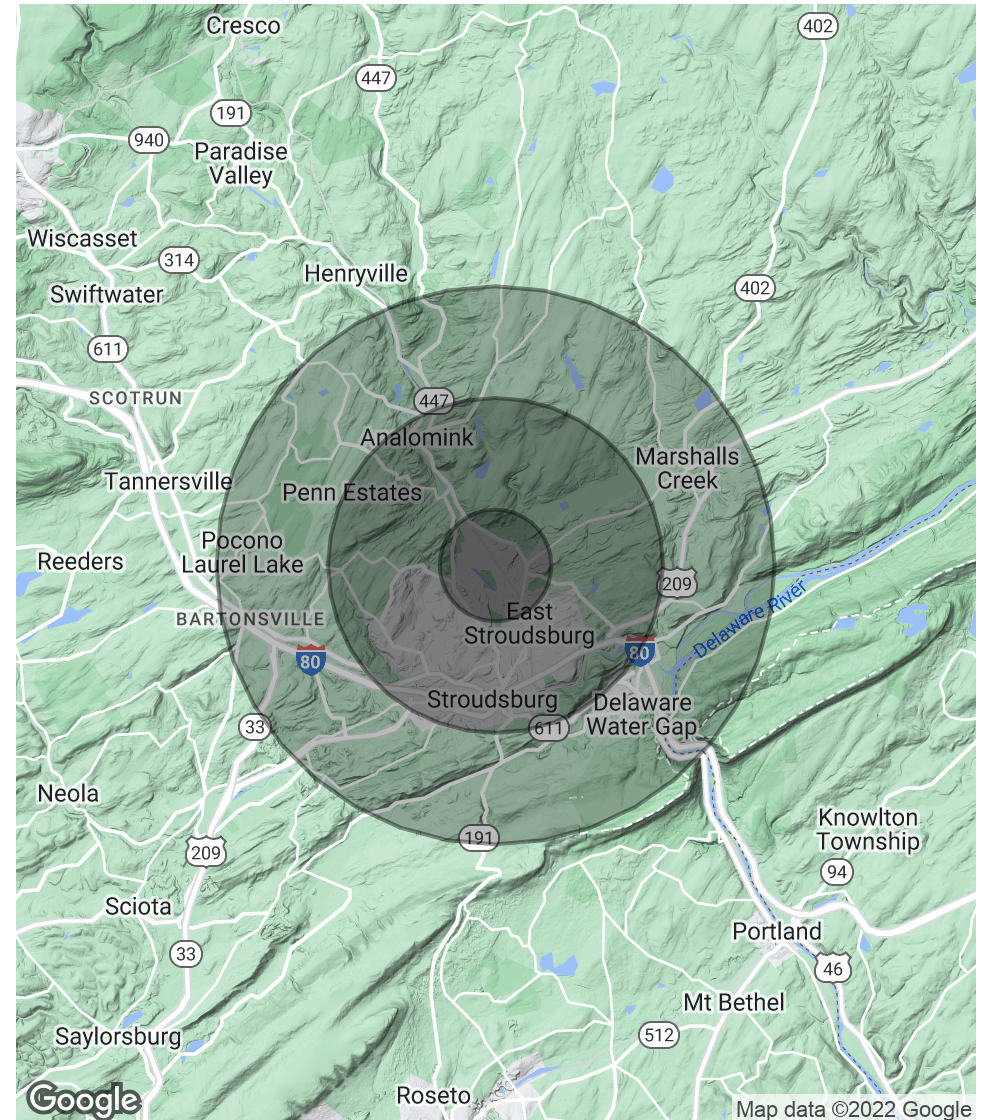 Cresco
402
447
191
940
Paradise
Valley
Wiscasset
314
Henryville
Swiftwater
402
611
SCOTRUN
447
Analomink
Marshalls
Creek
Tannersville
Penn Estates
Pocono
Laurel Lake
Reeders
209
BARTONSVILLE
East
Stroudsburg
Delaware River
80
80
Stroudsburg
Delaware
Water Gap
33
611
Neola
Knowlton
Township
191
209
94
Sciota
Portland
33
46
Mt Bethel
Saylorsburg
512
Roseto
Google
Map data ©2022 Google